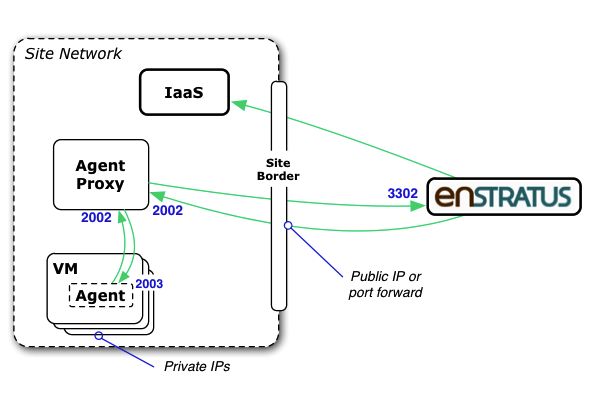 Site Network
IaaS
Site
Border
Agent
Proxy
3302
enSTRATUS
2002
2002
VM
2003
Agent
Public IP or
port forward
Private IPs